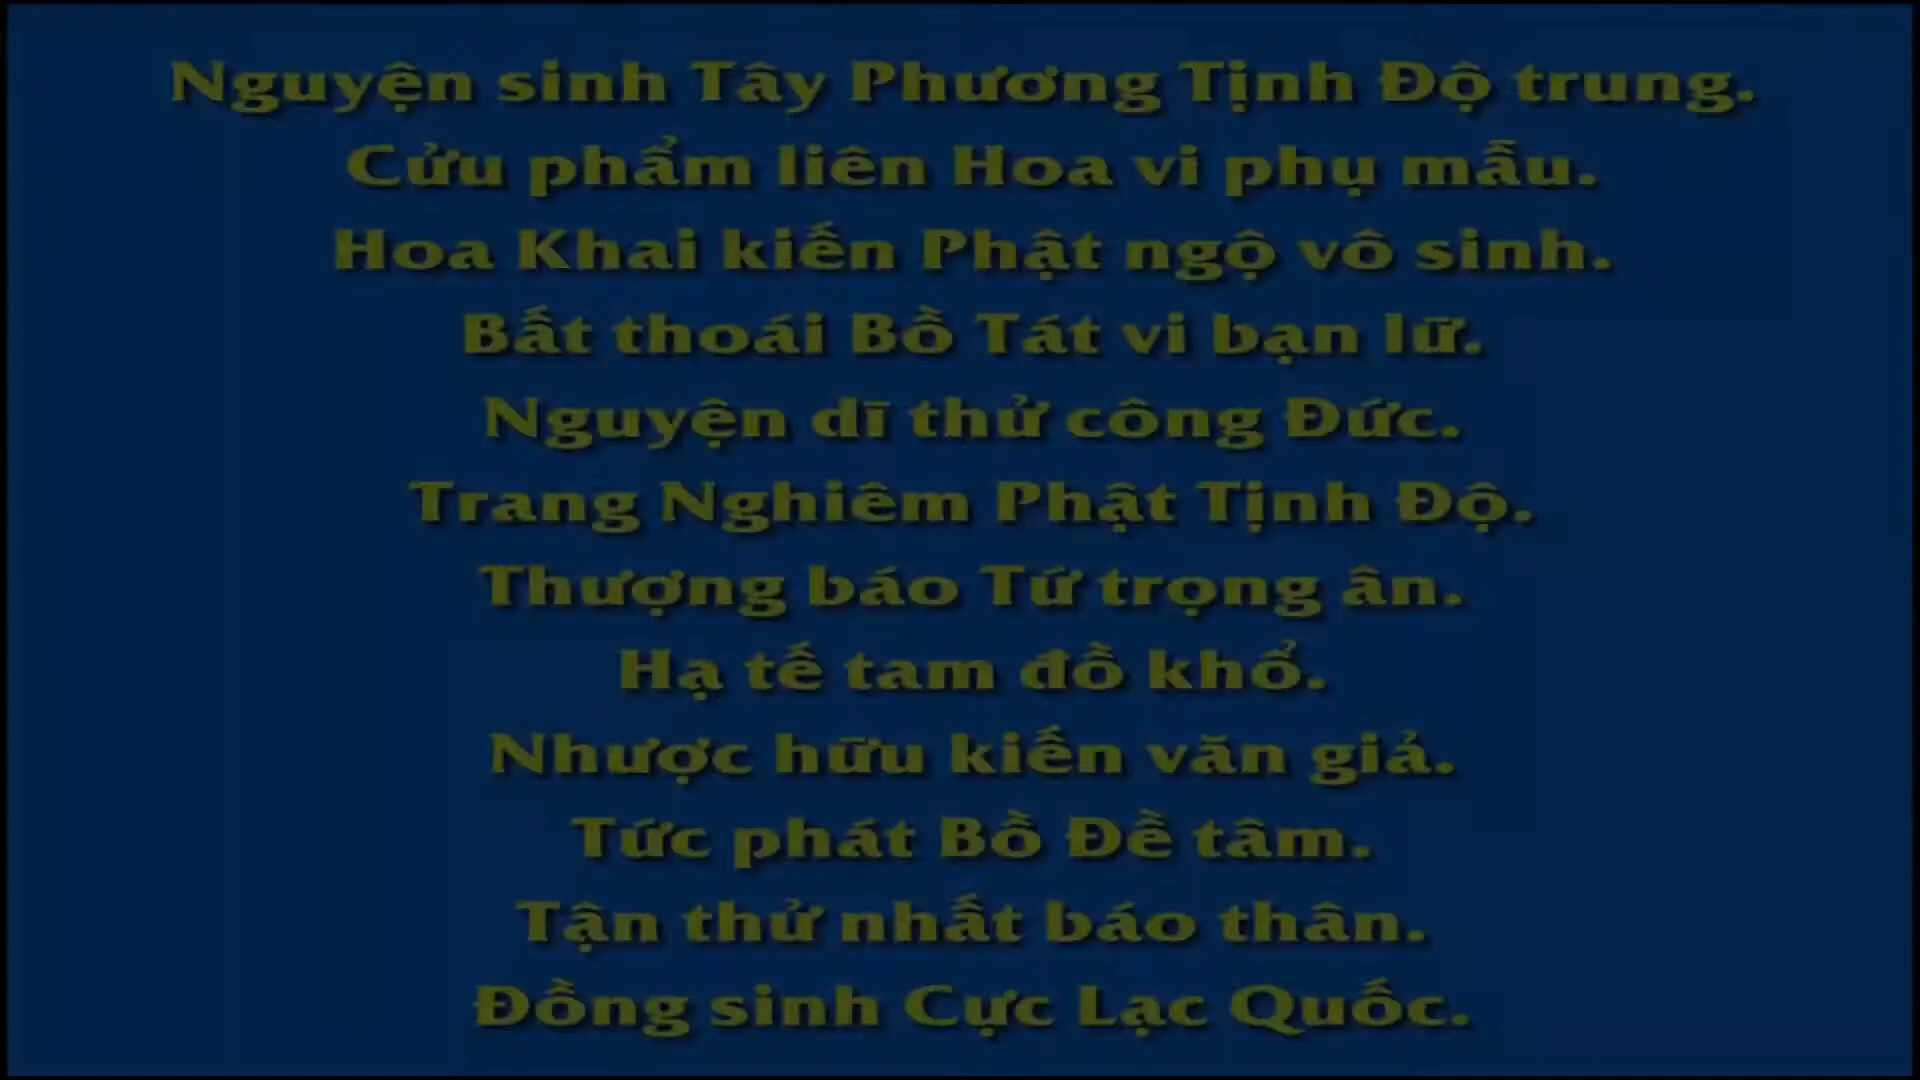 Nguyện sinh Tây Phương Tịnh Độ trung.
Cửu phẩm liên Hoa vi phụ mẫu.
Hoa Khai kiến Phật ngộ vô sinh.
Bất thoái Bồ Tát vi bạn lữ.
Nguyện dĩ thử công Đức.
Trang Nghiêm Phật Tịnh Độ.
Thượng báo Tứ trọng ân.
Hạ tế tam đồ khổ.
Nhược hữu kiến văn giả.
Tức phát Bồ Đề tâm.
Tận thử nhất báo thân.
Đồng sinh Cực Lạc Quốc.